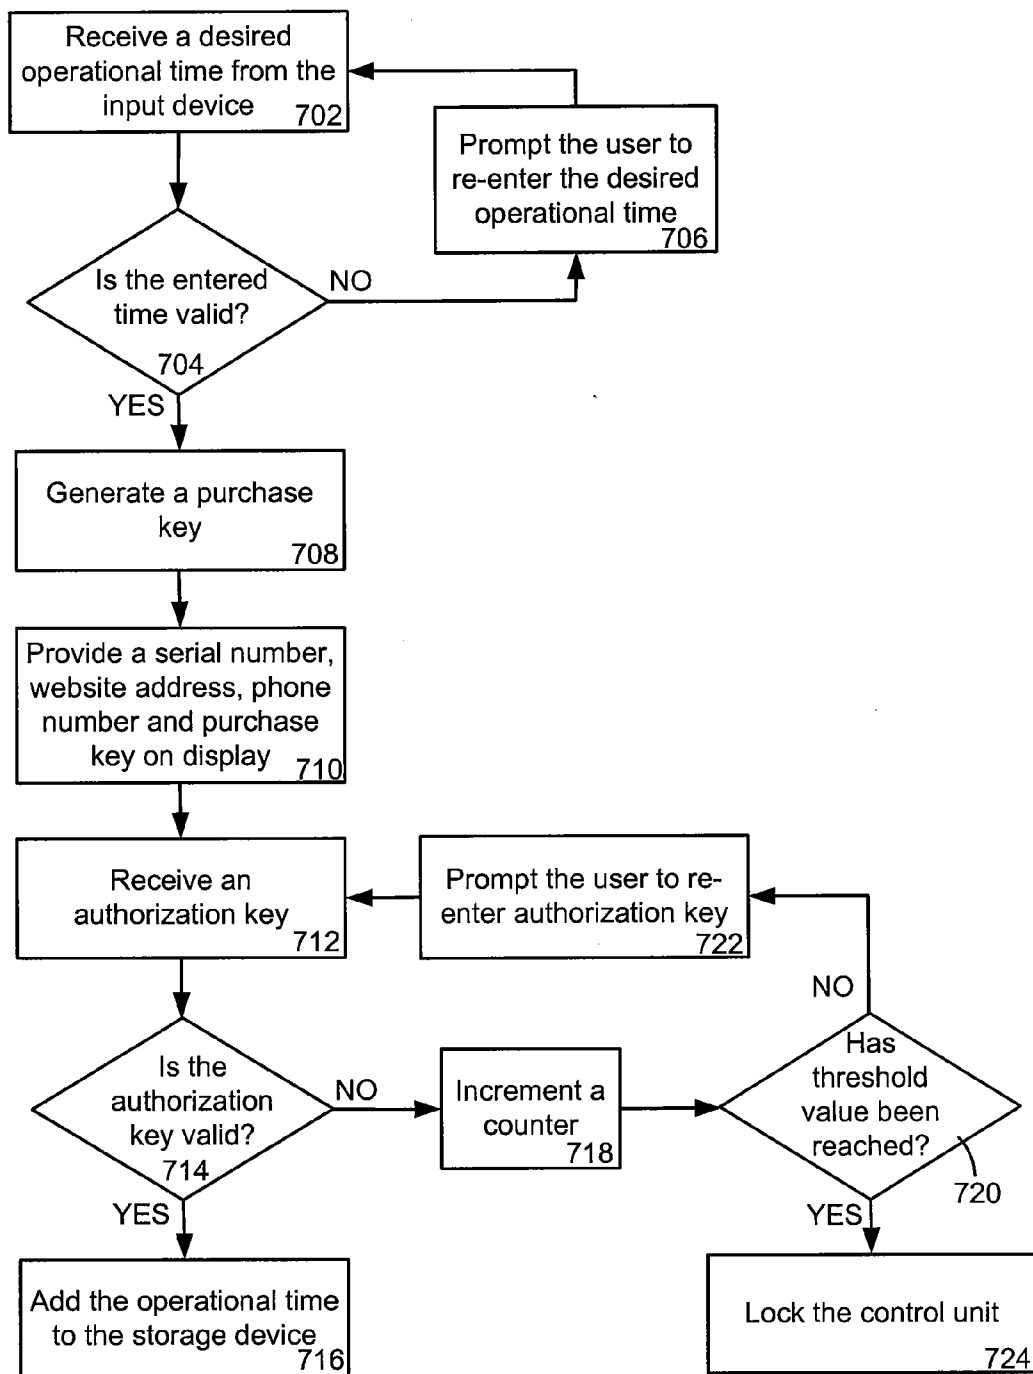 Receive a desired
operational time from the
input device
702
Prompt the user to
re-enter the desired
operational time
706
Is the entered
time valid?
704
NO
YES
Generate a purchase
key
708
Provide a serial number,
website address, phone
number and purchase
key on display
710
Receive an
authorization key
712
Prompt the user to re-
enter authorization key
722
NO
Is the
authorization
key valid?
714
NO
YES
Increment a
counter
718
Has
threshold
value been
reached?
720
YES
Add the operational time
to the storage device
716
Lock the control unit
724